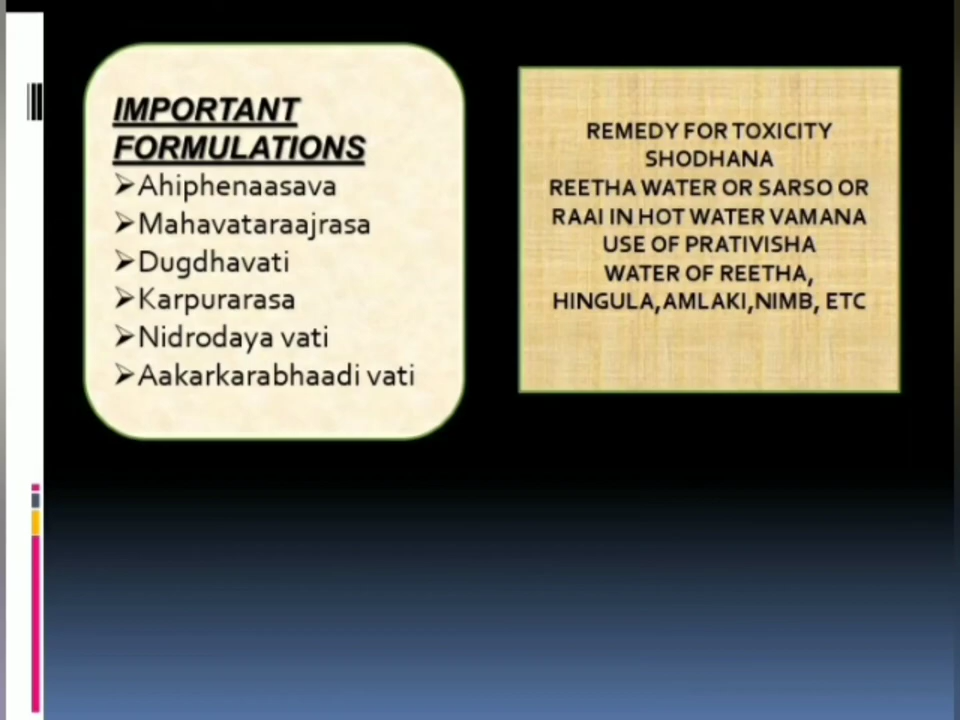 IMPORTANT
FORMULATIONS
➢Ahiphenaasava
➢Mahavataraajrasa
➢Dugdhavati
➢Karpurarasa
➢Nidrodaya vati
➢Aakarkarabhaadi vati
REMEDY FOR TOXICITY
SHODHANA
REETHA WATER OR SARSO OR
RAAI IN HOT WATER VAMANA
USE OF PRATIVISHA
WATER OF REETHA,
HINGULA,AMLAKI,NIMB, ETC